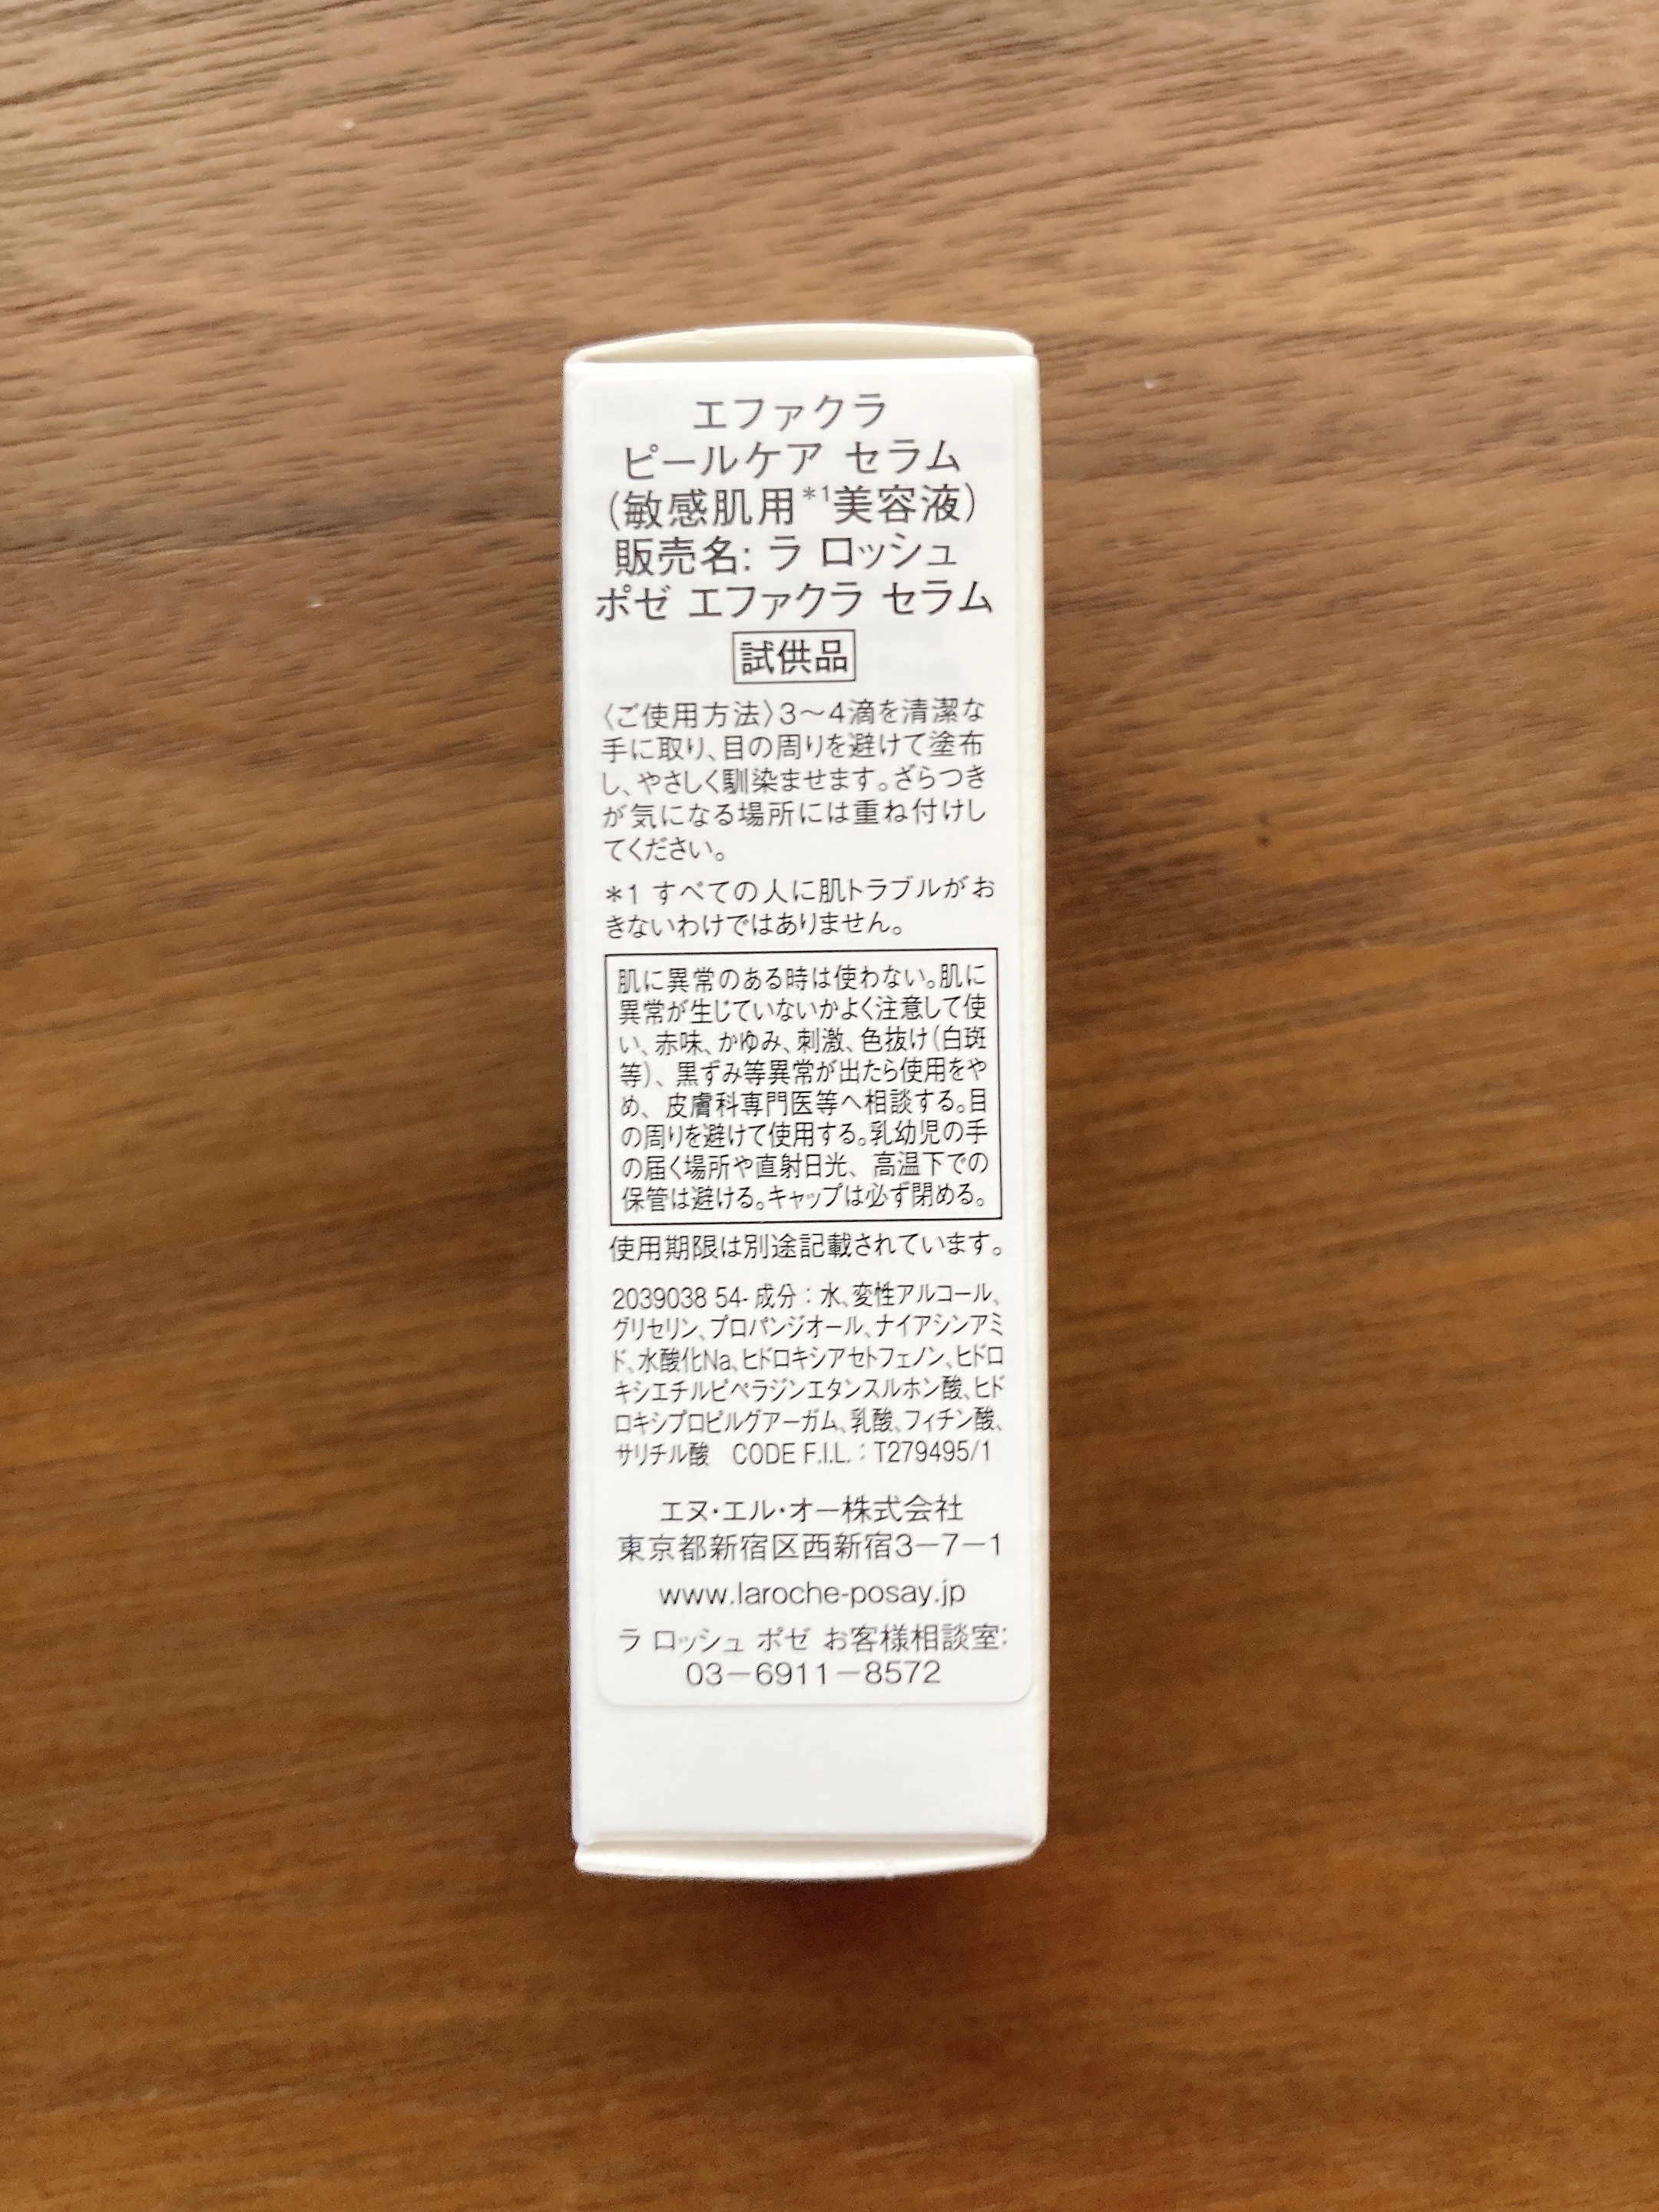 エファクラ
ピールケア セラム
(敏感肌用*1美容液)
販売名: ラ ロッシュ
ポゼ エファクラ セラム
試供品
〈ご使用方法〉3〜4滴を清潔な
手に取り、目の周りを避けて塗布
し、やさしく馴染ませます。ざらつき
が気になる場所には重ね付けし
てください。
*1 すべての人に肌トラブルがお
きないわけではありません。
肌に異常のある時は使わない。肌に
異常が生じていないかよく注意して使
い、赤味、かゆみ、刺激、色抜け(白斑
等)、黒ずみ等異常が出たら使用をや
め、皮膚科専門医等へ相談する。目
の周りを避けて使用する。乳幼児の手
の届く場所や直射日光、高温下での
保管は避ける。キャップは必ず閉める。
使用期限は別途記載されています。
2039038 54- 成分：水、変性アルコール、
グリセリン、プロパンジオール、ナイアシンアミ
ド、水酸化Na、ヒドロキシアセトフェノン、ヒドロ
キシエチルピペラジンエタンスルホン酸、ヒド
ロキシプロピルグアーガム、乳酸、フィチン酸、
サリチル酸 CODE F.I.L.：T279495/1
エヌ・エル・オー株式会社
東京都新宿区西新宿3−7−1
www.laroche-posay.jp
ラ ロッシュ ポゼ お客様相談室:
03−6911−8572